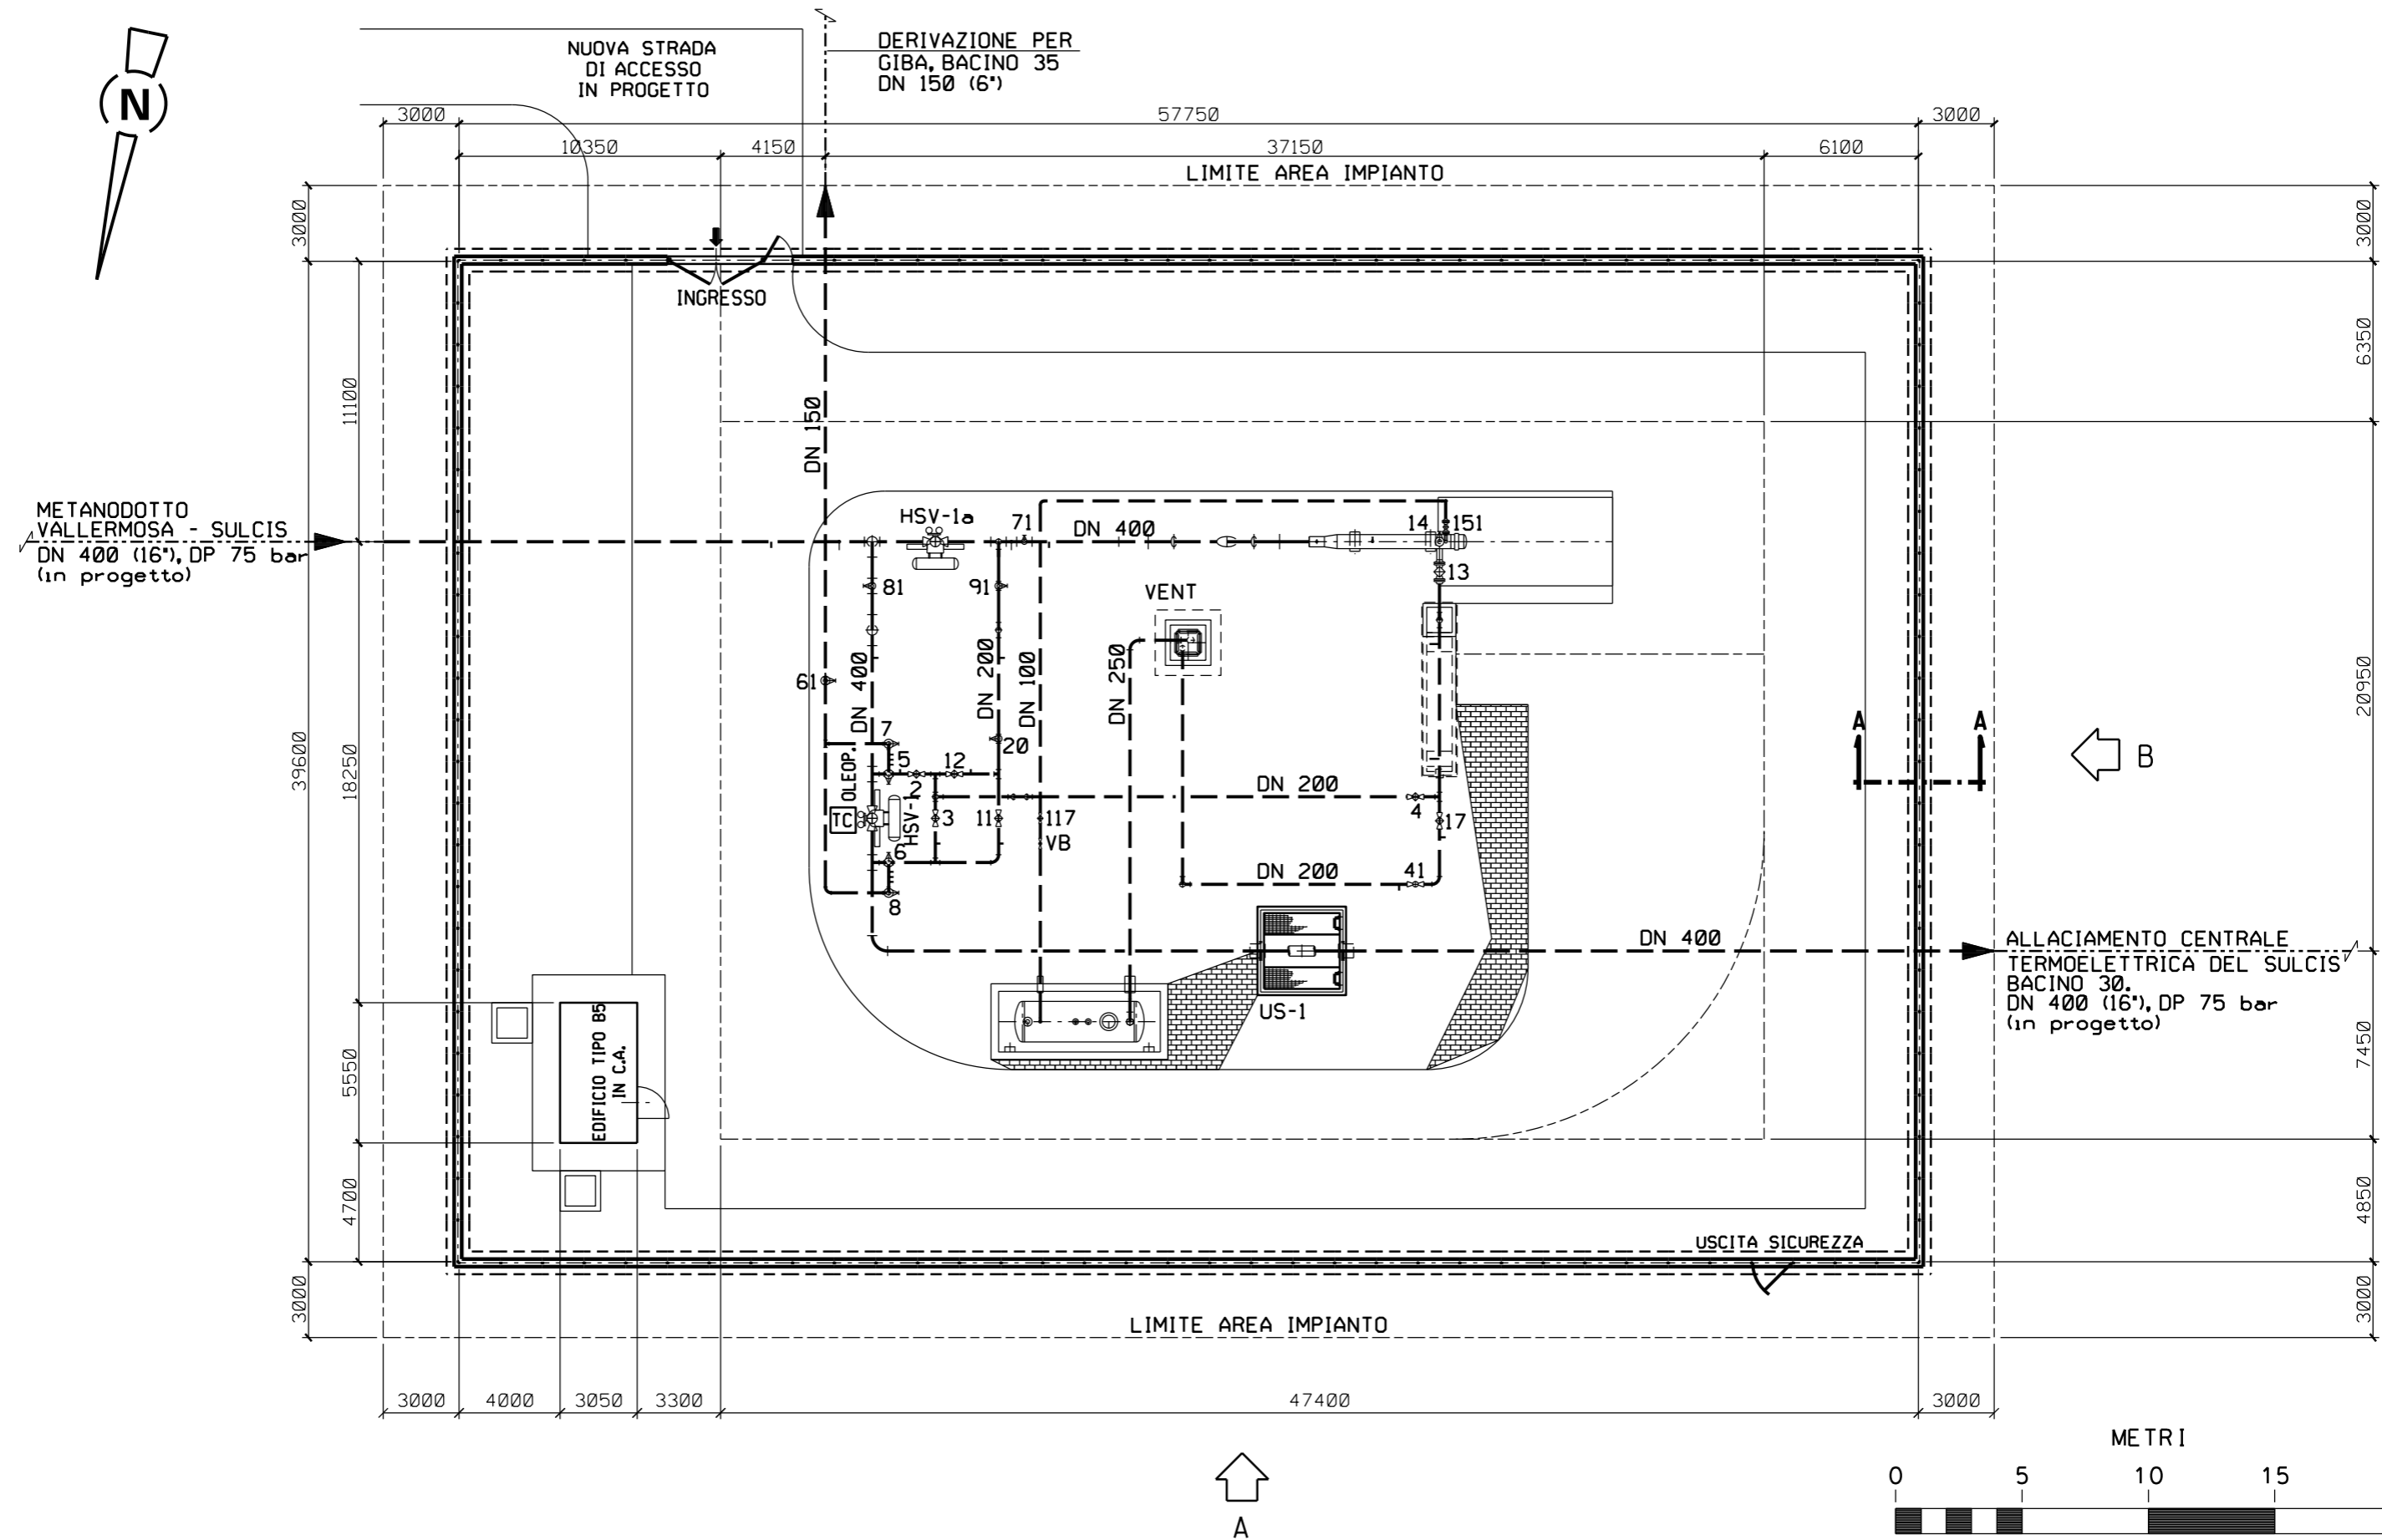 NUOVA STRADA
DI ACCESSO
IN PROGETTO
DERIVAZIONE PER
GIBA, BACINO 35
DN 150 (6")
N
3000
57750
3000
10350
4150
37150
6100
LIMITE AREA IMPIANTO
3000
3000
INGRESSO
11100
6350
DN 150
METANODOTTO
VALLERMOSA - SULCIS
DN 400 (16"), DP 75 bar
(in progetto)
HSV-1a
71
DN 400
14
151
13
81
91
VENT
61
DN 400
DN 200
DN 100
DN 250
20950
39600
18250
7
20
5
12
OLEOP.
TC
HSV-1
2
3
11
117
VB
DN 200
4
17
6
8
DN 200
41
A
A
B
DN 400
US-1
ALLACIAMENTO CENTRALE
TERMOELETTRICA DEL SULCIS
BACINO 30.
DN 400 (16"), DP 75 bar
(in progetto)
EDIFICIO TIPO B5
IN C.A.
5550
7450
4700
4850
USCITA SICUREZZA
3000
3000
LIMITE AREA IMPIANTO
3000
4000
3050
3300
47400
3000
A
METRI
0
5
10
15